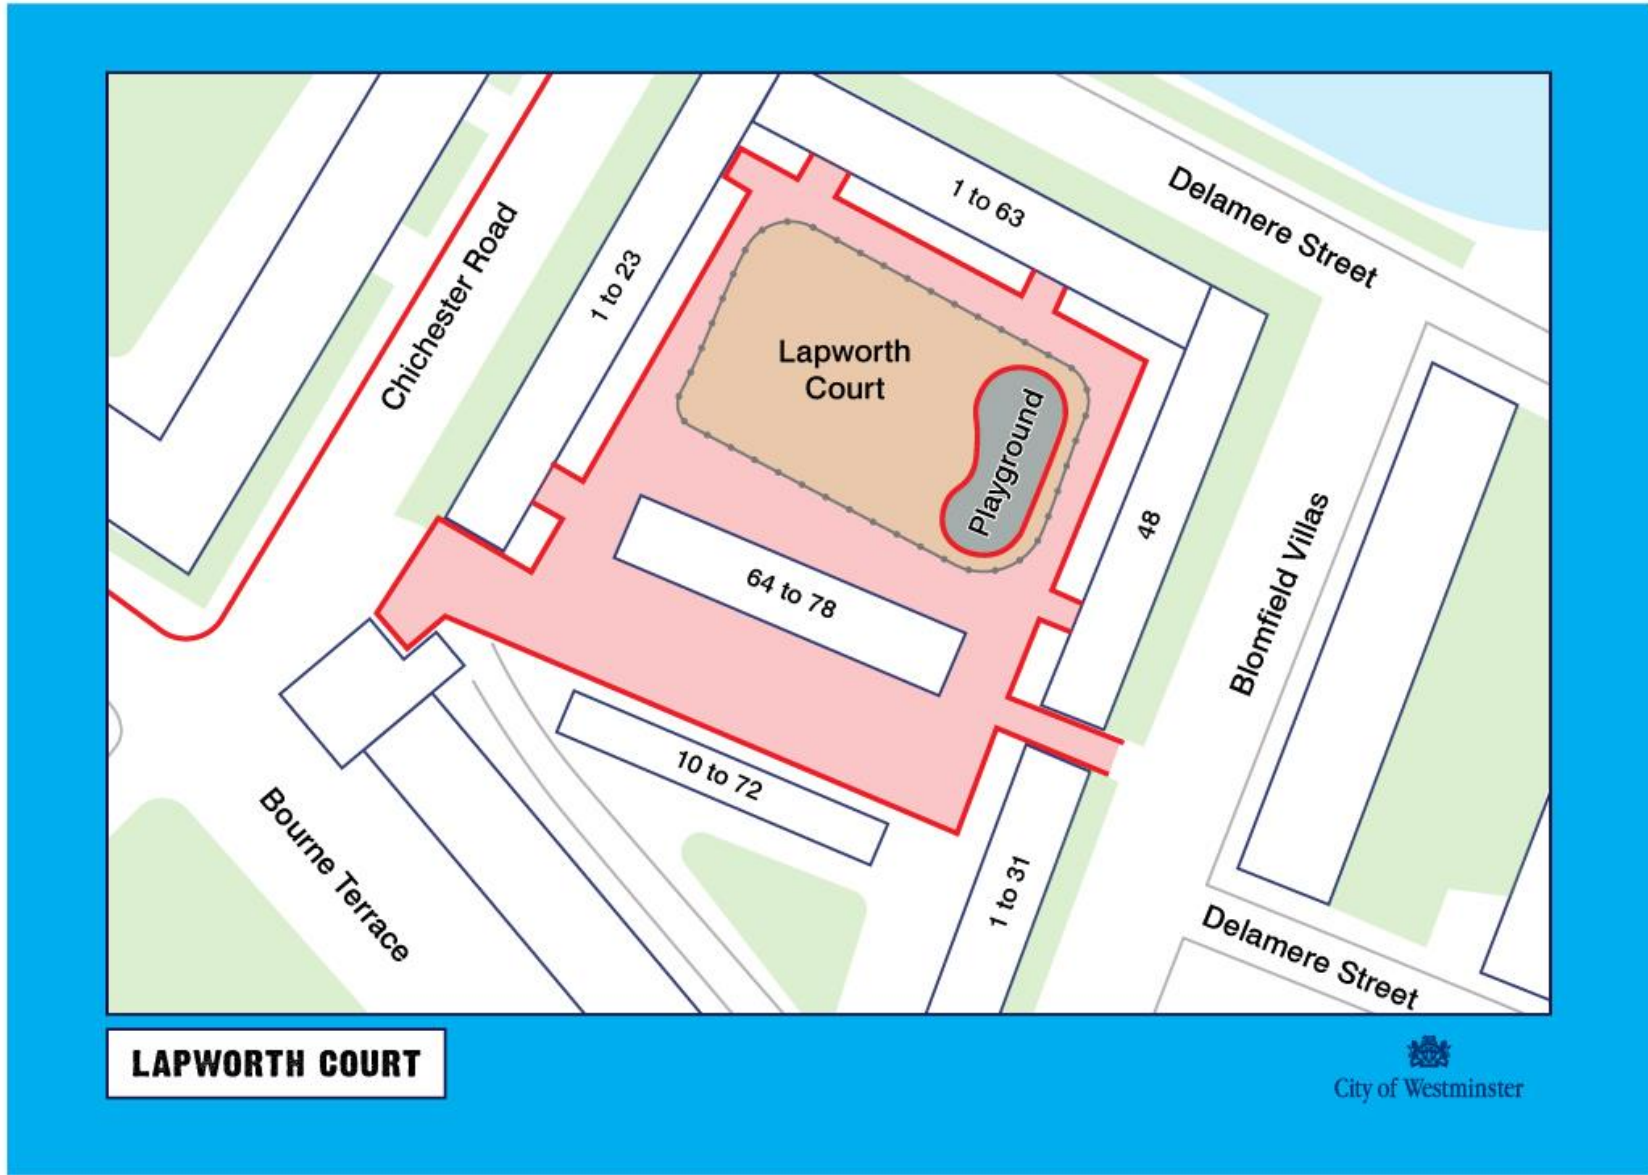 1 to 63
Delamere Street
Chichester Road
1 to 23
Lapworth
Court
Playground
48
Blomfield Villas
64 to 78
10 to 72
Bourne Terrace
1 to 31
Delamere Street
LAPWORTH COURT
City of Westminster